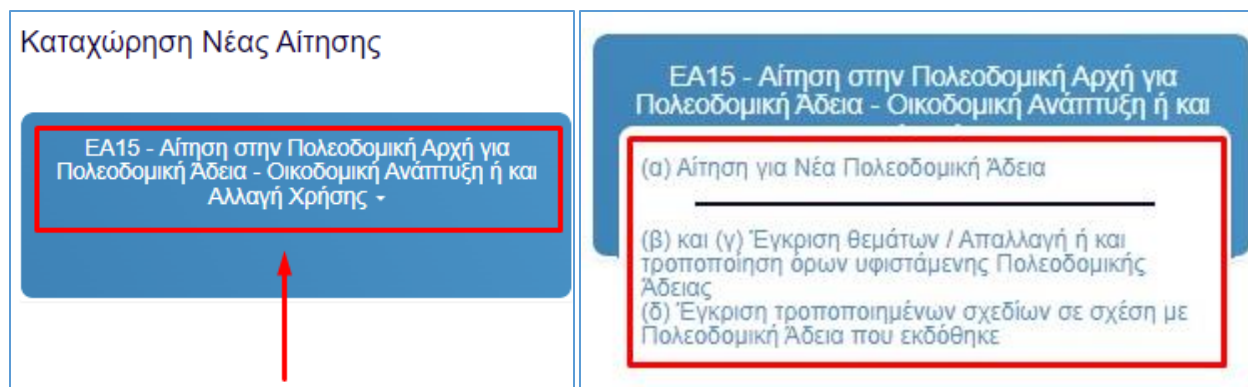 Καταχώρηση Νέας Αίτησης
ΕΑ15 - Αίτηση στην Πολεοδομική Αρχή για
Πολεοδομική Άδεια - Οικοδομική Ανάπτυξη ή και
Αλλαγή Χρήσης
ΕΑ15 - Αίτηση στην Πολεοδομική Αρχή για
Πολεοδομική Άδεια - Οικοδομική Ανάπτυξη ή και
(α) Αίτηση για Νέα Πολεοδομική Άδεια
(β) και (γ) Έγκριση θεμάτων / Απαλλαγή ή και
τροποποίηση όρων υφιστάμενης Πολεοδομικής
Άδειας
(δ) Έγκριση τροποποιημένων σχεδίων σε σχέση με
Πολεοδομική Άδεια που εκδόθηκε